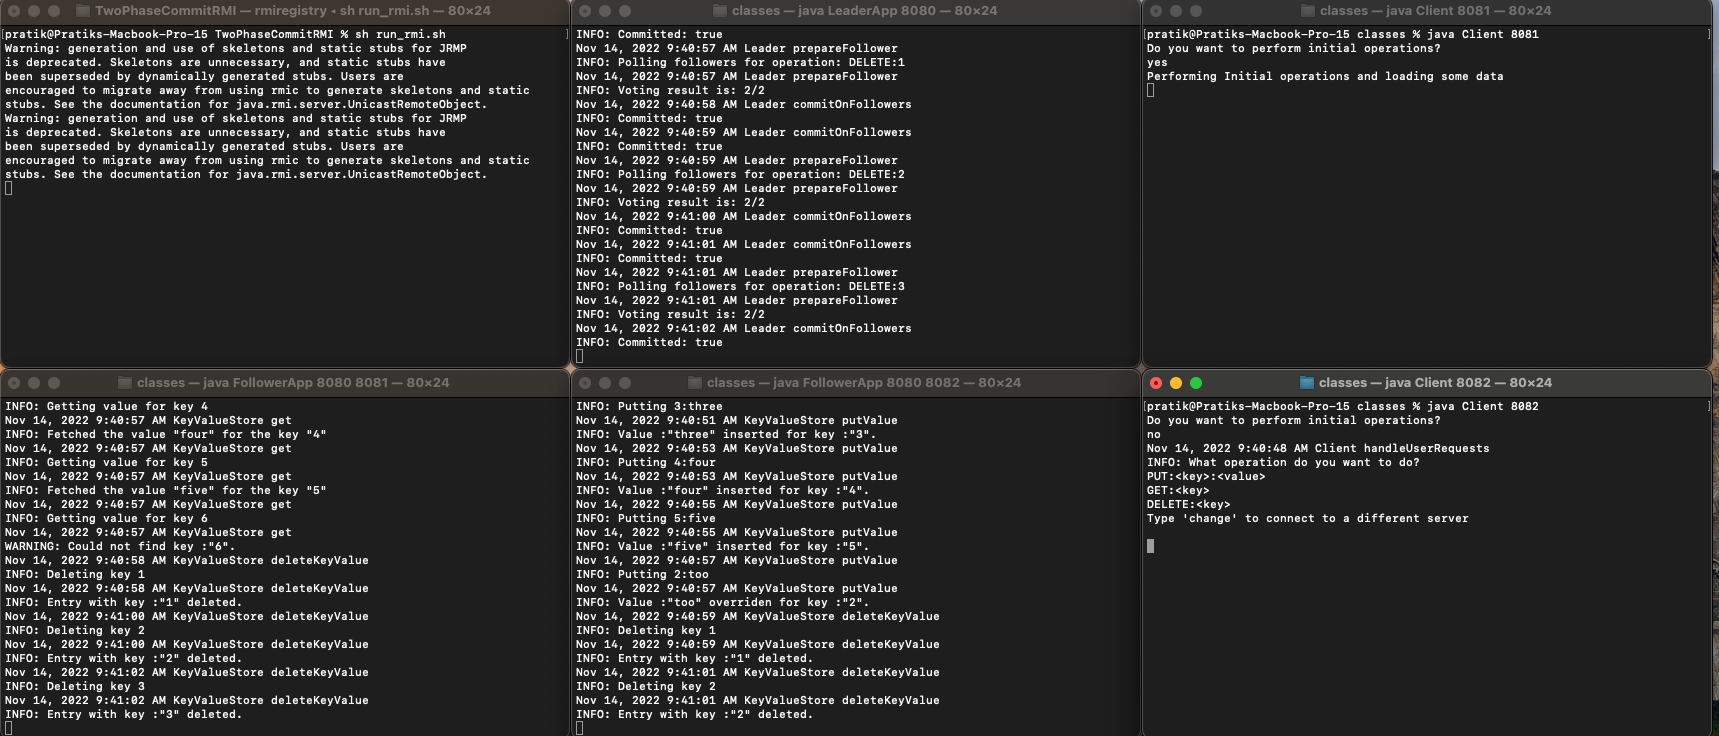 TwoPhaseCommitRMI — rmiregistry ◂ sh run_rmi.sh — 80×24
[pratik@Pratiks-Macbook-Pro-15 TwoPhaseCommitRMI % sh run_rmi.sh ]
Warning: generation and use of skeletons and static stubs for JRMP
is deprecated. Skeletons are unnecessary, and static stubs have
been superseded by dynamically generated stubs. Users are
encouraged to migrate away from using rmic to generate skeletons and static
stubs. See the documentation for java.rmi.server.UnicastRemoteObject.
Warning: generation and use of skeletons and static stubs for JRMP
is deprecated. Skeletons are unnecessary, and static stubs have
been superseded by dynamically generated stubs. Users are
encouraged to migrate away from using rmic to generate skeletons and static
stubs. See the documentation for java.rmi.server.UnicastRemoteObject.
classes — java LeaderApp 8080 — 80×24
INFO: Committed: true
Nov 14, 2022 9:40:57 AM Leader prepareFollower
INFO: Polling followers for operation: DELETE:1
Nov 14, 2022 9:40:57 AM Leader prepareFollower
INFO: Voting result is: 2/2
Nov 14, 2022 9:40:58 AM Leader commitOnFollowers
INFO: Committed: true
Nov 14, 2022 9:40:59 AM Leader commitOnFollowers
INFO: Committed: true
Nov 14, 2022 9:40:59 AM Leader prepareFollower
INFO: Polling followers for operation: DELETE:2
Nov 14, 2022 9:40:59 AM Leader prepareFollower
INFO: Voting result is: 2/2
Nov 14, 2022 9:41:00 AM Leader commitOnFollowers
INFO: Committed: true
Nov 14, 2022 9:41:01 AM Leader commitOnFollowers
INFO: Committed: true
Nov 14, 2022 9:41:01 AM Leader prepareFollower
INFO: Polling followers for operation: DELETE:3
Nov 14, 2022 9:41:01 AM Leader prepareFollower
INFO: Voting result is: 2/2
Nov 14, 2022 9:41:02 AM Leader commitOnFollowers
INFO: Committed: true
classes — java Client 8081 — 80×24
[pratik@Pratiks-Macbook-Pro-15 classes % java Client 8081 ]
Do you want to perform initial operations?
yes
Performing Initial operations and loading some data
classes — java FollowerApp 8080 8081 — 80×24
INFO: Getting value for key 4
Nov 14, 2022 9:40:57 AM KeyValueStore get
INFO: Fetched the value "four" for the key "4"
Nov 14, 2022 9:40:57 AM KeyValueStore get
INFO: Getting value for key 5
Nov 14, 2022 9:40:57 AM KeyValueStore get
INFO: Fetched the value "five" for the key "5"
Nov 14, 2022 9:40:57 AM KeyValueStore get
INFO: Getting value for key 6
Nov 14, 2022 9:40:57 AM KeyValueStore get
WARNING: Could not find key :"6".
Nov 14, 2022 9:40:58 AM KeyValueStore deleteKeyValue
INFO: Deleting key 1
Nov 14, 2022 9:40:58 AM KeyValueStore deleteKeyValue
INFO: Entry with key :"1" deleted.
Nov 14, 2022 9:41:00 AM KeyValueStore deleteKeyValue
INFO: Deleting key 2
Nov 14, 2022 9:41:00 AM KeyValueStore deleteKeyValue
INFO: Entry with key :"2" deleted.
Nov 14, 2022 9:41:02 AM KeyValueStore deleteKeyValue
INFO: Deleting key 3
Nov 14, 2022 9:41:02 AM KeyValueStore deleteKeyValue
INFO: Entry with key :"3" deleted.
classes — java FollowerApp 8080 8082 — 80×24
INFO: Putting 3:three
Nov 14, 2022 9:40:51 AM KeyValueStore putValue
INFO: Value :"three" inserted for key :"3".
Nov 14, 2022 9:40:53 AM KeyValueStore putValue
INFO: Putting 4:four
Nov 14, 2022 9:40:53 AM KeyValueStore putValue
INFO: Value :"four" inserted for key :"4".
Nov 14, 2022 9:40:55 AM KeyValueStore putValue
INFO: Putting 5:five
Nov 14, 2022 9:40:55 AM KeyValueStore putValue
INFO: Value :"five" inserted for key :"5".
Nov 14, 2022 9:40:57 AM KeyValueStore putValue
INFO: Putting 2:too
Nov 14, 2022 9:40:57 AM KeyValueStore putValue
INFO: Value :"too" overriden for key :"2".
Nov 14, 2022 9:40:59 AM KeyValueStore deleteKeyValue
INFO: Deleting key 1
Nov 14, 2022 9:40:59 AM KeyValueStore deleteKeyValue
INFO: Entry with key :"1" deleted.
Nov 14, 2022 9:41:01 AM KeyValueStore deleteKeyValue
INFO: Deleting key 2
Nov 14, 2022 9:41:01 AM KeyValueStore deleteKeyValue
INFO: Entry with key :"2" deleted.
classes — java Client 8082 — 80×24
[pratik@Pratiks-Macbook-Pro-15 classes % java Client 8082 ]
Do you want to perform initial operations?
no
Nov 14, 2022 9:40:48 AM Client handleUserRequests
INFO: What operation do you want to do?
PUT:<key>:<value>
GET:<key>
DELETE:<key>
Type 'change' to connect to a different server